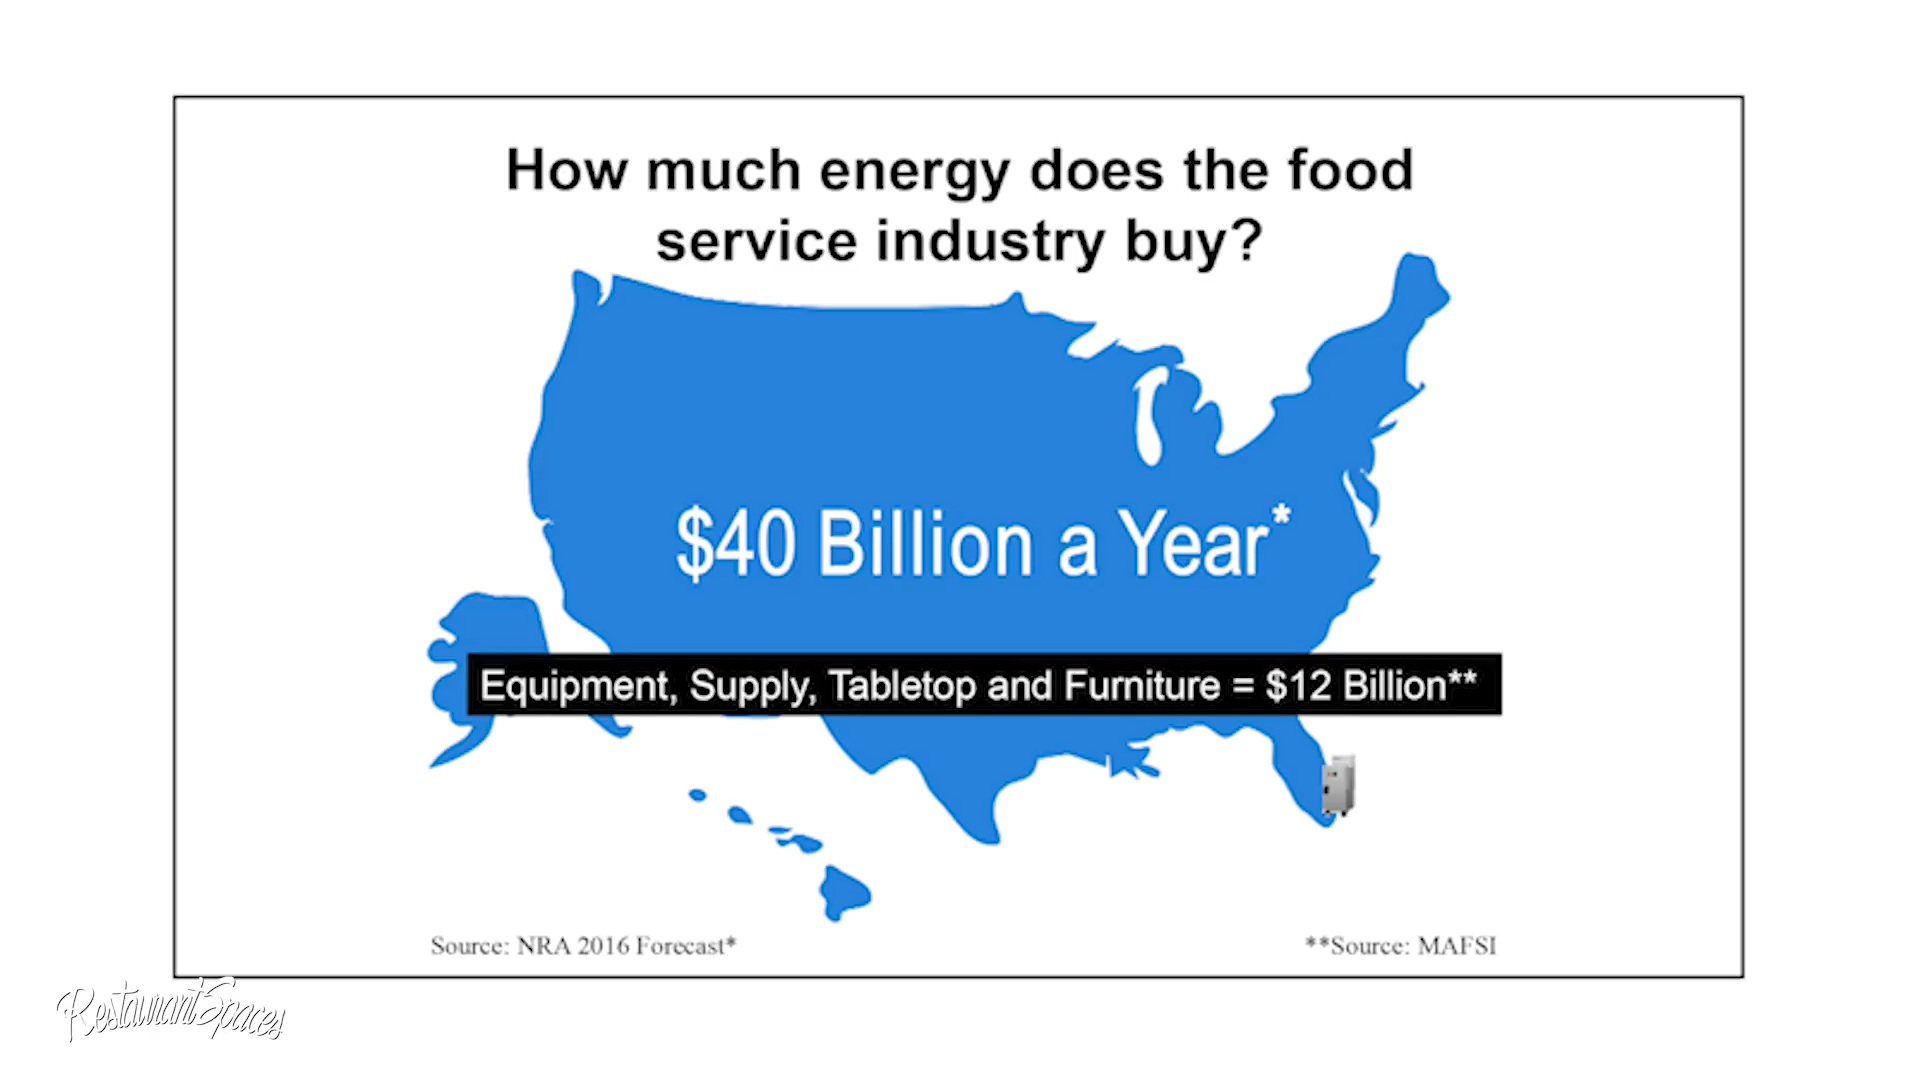 How much energy does the food
service industry buy?
$40 Billion a Year*
Equipment, Supply, Tabletop and Furniture = $12 Billion**
Source: NRA 2016 Forecast*
**Source: MAFSI
RestaurantSpaces